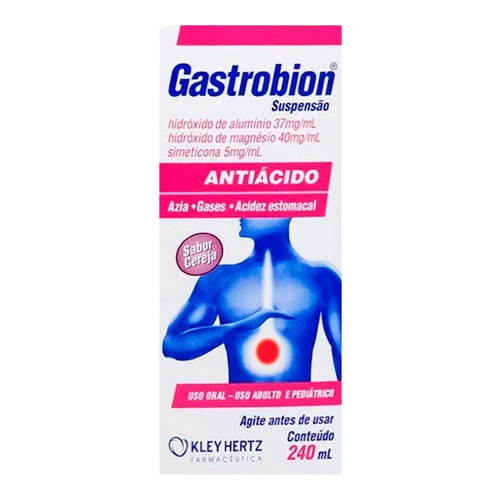 Gastrobion®
Suspensão
hidróxido de alumínio 37mg/mL
hidróxido de magnésio 40mg/mL
simeticona 5mg/mL
ANTIÁCIDO
Azia • Gases • Acidez estomacal
Sabor
Cereja
USO ORAL – USO ADULTO E PEDIÁTRICO
Agite antes de usar
Conteúdo
240 mL
KLEY HERTZ
FARMACÊUTICA